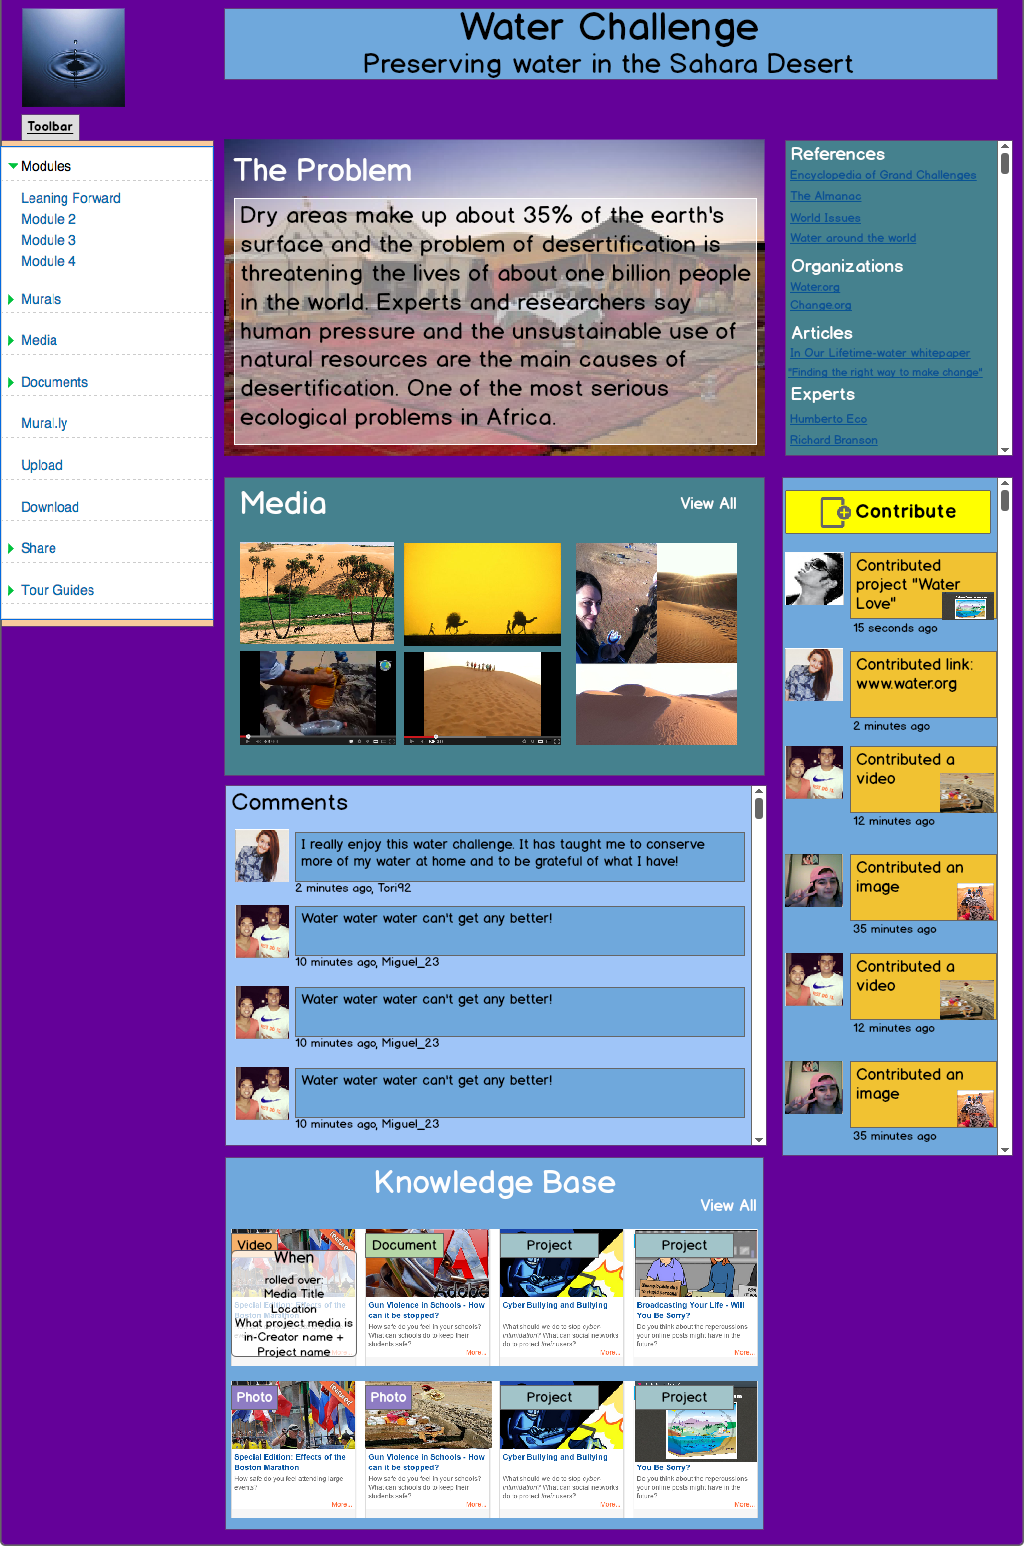 Water Challenge
Preserving water in the Sahara Desert
Toolbar
Modules
Leaning Forward
Module 2
Module 3
Module 4
Murals
Media
Documents
Mural.ly
Upload
Download
Share
Tour Guides
The Problem
Dry areas make up about 35% of the earth's
surface and the problem of desertification is
threatening the lives of about one billion people
in the world. Experts and researchers say
human pressure and the unsustainable use of
natural resources are the main causes of
desertification. One of the most serious
ecological problems in Africa.
References
Encyclopedia of Grand Challenges
The Almanac
World Issues
Water around the world
Organizations
Water.org
Change.org
Articles
In Our Lifetime-water whitepaper
"Finding the right way to make change"
Experts
Humberto Eco
Richard Branson
Media
View All
Contribute
Contributed
project "Water
Love"
15 seconds ago
Contributed link:
www.water.org
2 minutes ago
Contributed a
video
12 minutes ago
Contributed an
image
35 minutes ago
Contributed a
video
12 minutes ago
Contributed an
image
35 minutes ago
Comments
I really enjoy this water challenge. It has taught me to conserve
more of my water at home and to be grateful of what I have!
2 minutes ago, Tori92
Water water water can't get any better!
10 minutes ago, Miguel_23
Water water water can't get any better!
10 minutes ago, Miguel_23
Water water water can't get any better!
10 minutes ago, Miguel_23
Knowledge Base
View All
Video
When
rolled over:
Media Title
Location
What project media is
in-Creator name +
Project name
Document
Adobe
Gun Violence in Schools - How
can it be stopped?
How safe do you feel in your schools?
What can schools do to keep their
students safe?
More...
Project
Cyber Bullying and Bullying
What should we do to stop cyber-
intimidation? What can social networks
do to protect their users?
More...
Project
Broadcasting Your Life - Will
You Be Sorry?
Do you think about the repercussions
your online posts might have in the
future?
More...
Photo
featured
Special Edition: Effects of the
Boston Marathon
How safe do you feel attending large
events?
More...
Photo
Gun Violence in Schools - How
can it be stopped?
How safe do you feel in your schools?
What can schools do to keep their
students safe?
More...
Project
Cyber Bullying and Bullying
What should we do to stop cyber-
intimidation? What can social networks
do to protect their users?
More...
Project
You Be Sorry?
Do you think about the repercussions
your online posts might have in the
future?
More...